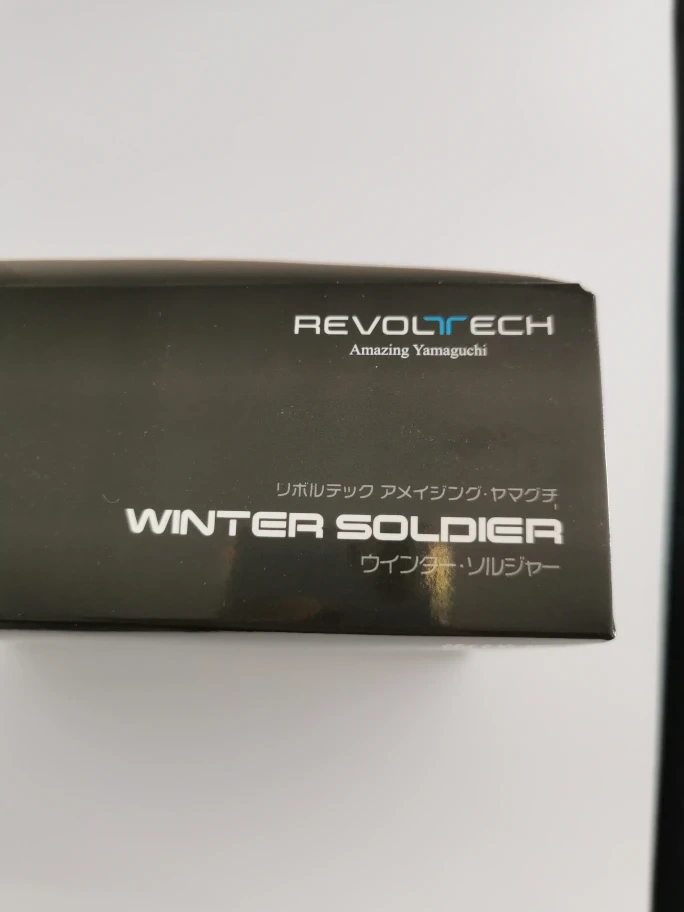 REVOLTECH
Amazing Yamaguchi
リボルテック アメイジング・ヤマグチ
WINTER SOLDIER
ウインター・ソルジャー